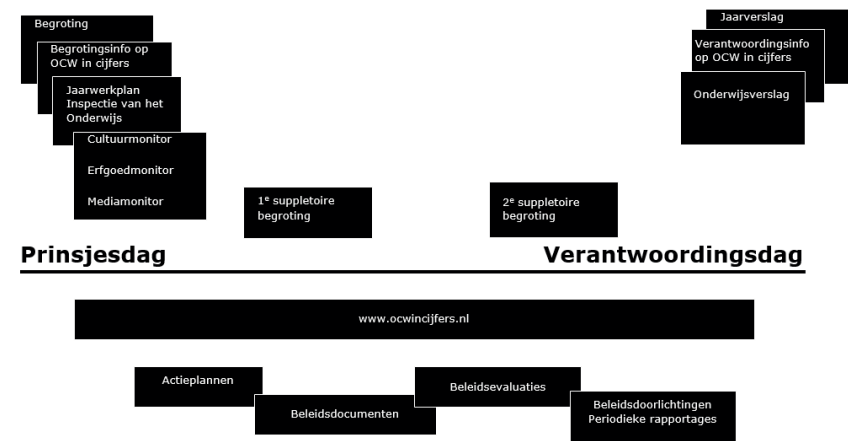 Begroting
Begrotingsinfo op
OCW in cijfers
Jaarwerkplan
Inspectie van het
Onderwijs
Cultuurmonitor
Erfgoedmonitor
Mediamonitor
1e suppletoire
begroting
2e suppletoire
begroting
Jaarverslag
Verantwoordingsinfo
op OCW in cijfers
Onderwijsverslag
Prinsjesdag
Verantwoordingsdag
www.ocwincijfers.nl
Actieplannen
Beleidsdocumenten
Beleidsevaluaties
Beleidsdoorlichtingen
Periodieke rapportages